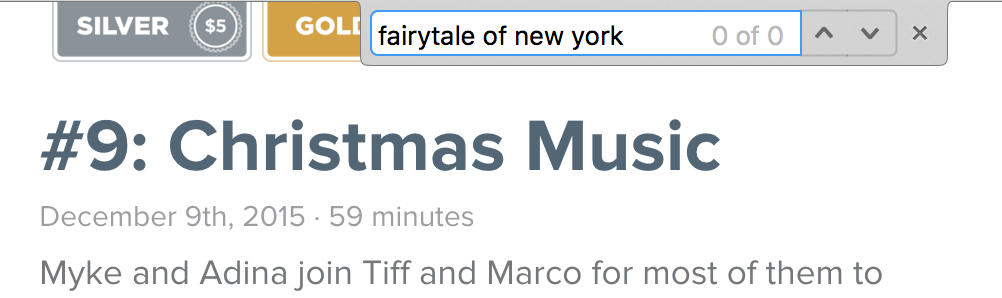 SILVER $5 GOLD fairytale of new york 0 of 0
#9: Christmas Music
December 9th, 2015 · 59 minutes
Myke and Adina join Tiff and Marco for most of them to